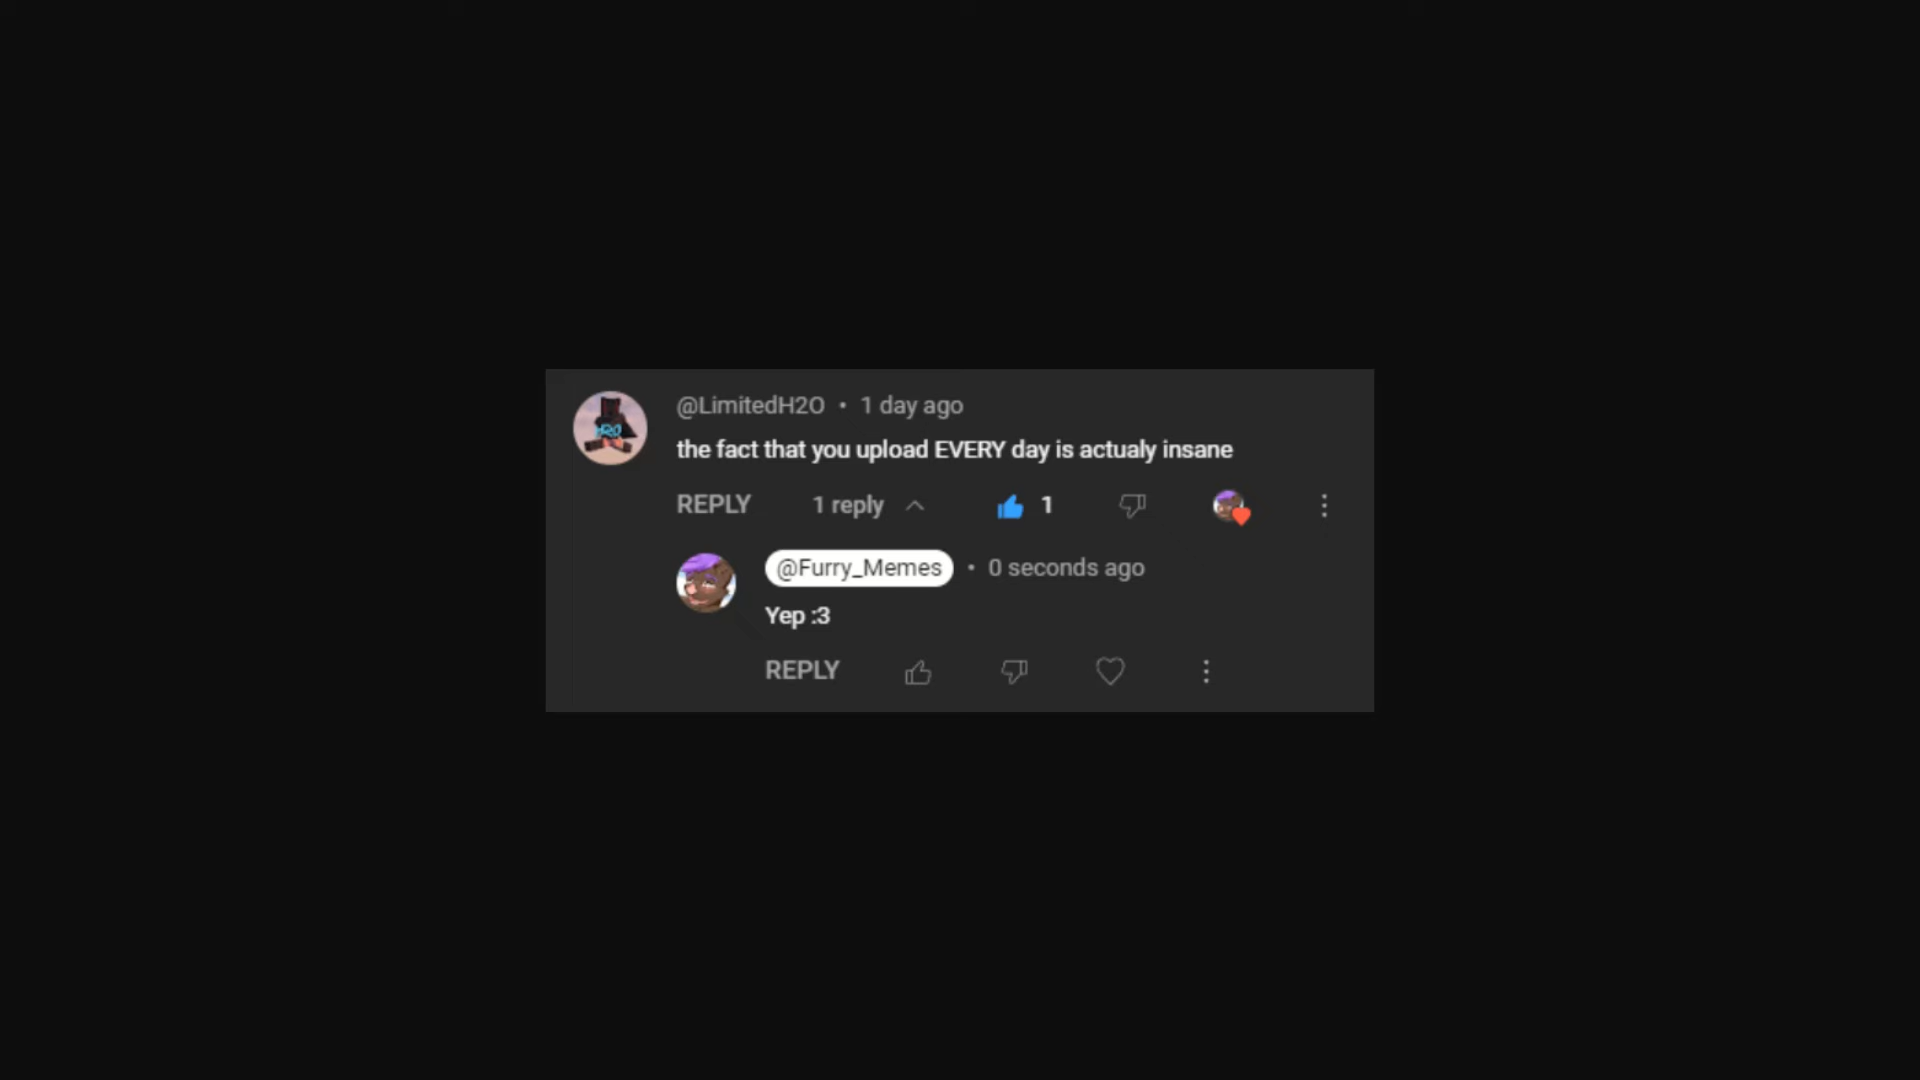 @LimitedH2O • 1 day ago
the fact that you upload EVERY day is actualy insane
REPLY 1 reply 1
@Furry_Memes • 0 seconds ago
Yep :3
REPLY